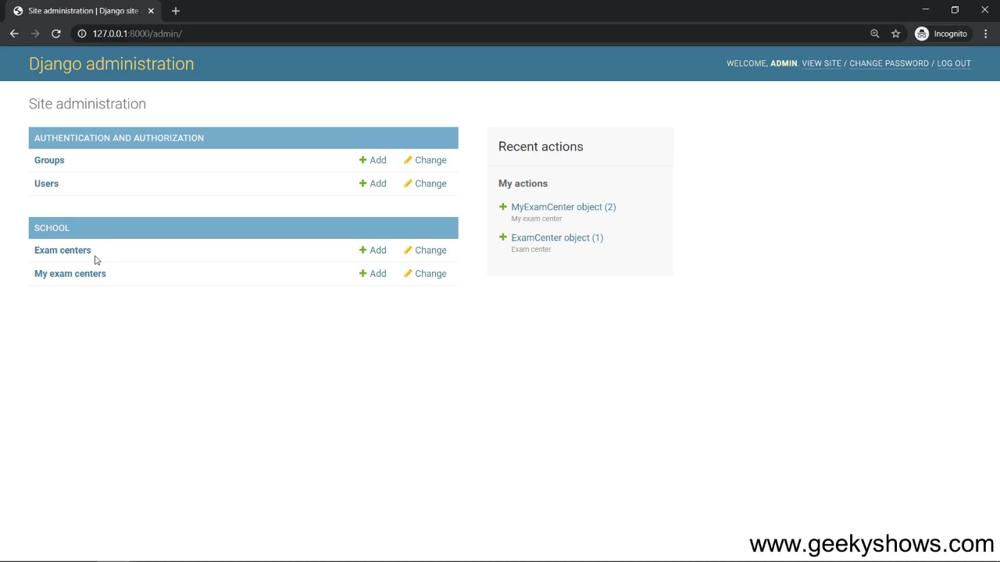 Site administration | Django site
127.0.0.1:8000/admin/
Incognito
Django administration
WELCOME, ADMIN. VIEW SITE / CHANGE PASSWORD / LOG OUT
Site administration
AUTHENTICATION AND AUTHORIZATION
Groups Add Change
Users Add Change
SCHOOL
Exam centers Add Change
My exam centers Add Change
Recent actions
My actions
MyExamCenter object (2)
My exam center
ExamCenter object (1)
Exam center
www.geekyshows.com